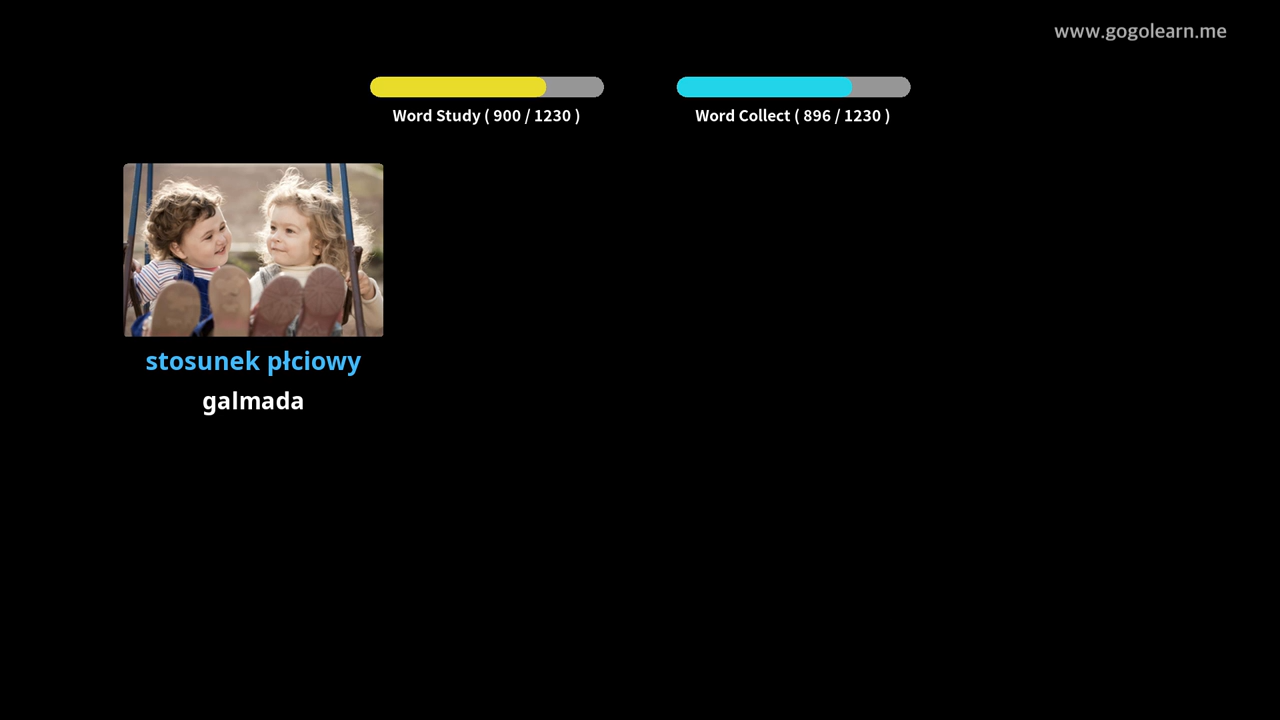 www.gogolearn.me
Word Study ( 900 / 1230 )
Word Collect ( 896 / 1230 )
stosunek płciowy
galmada